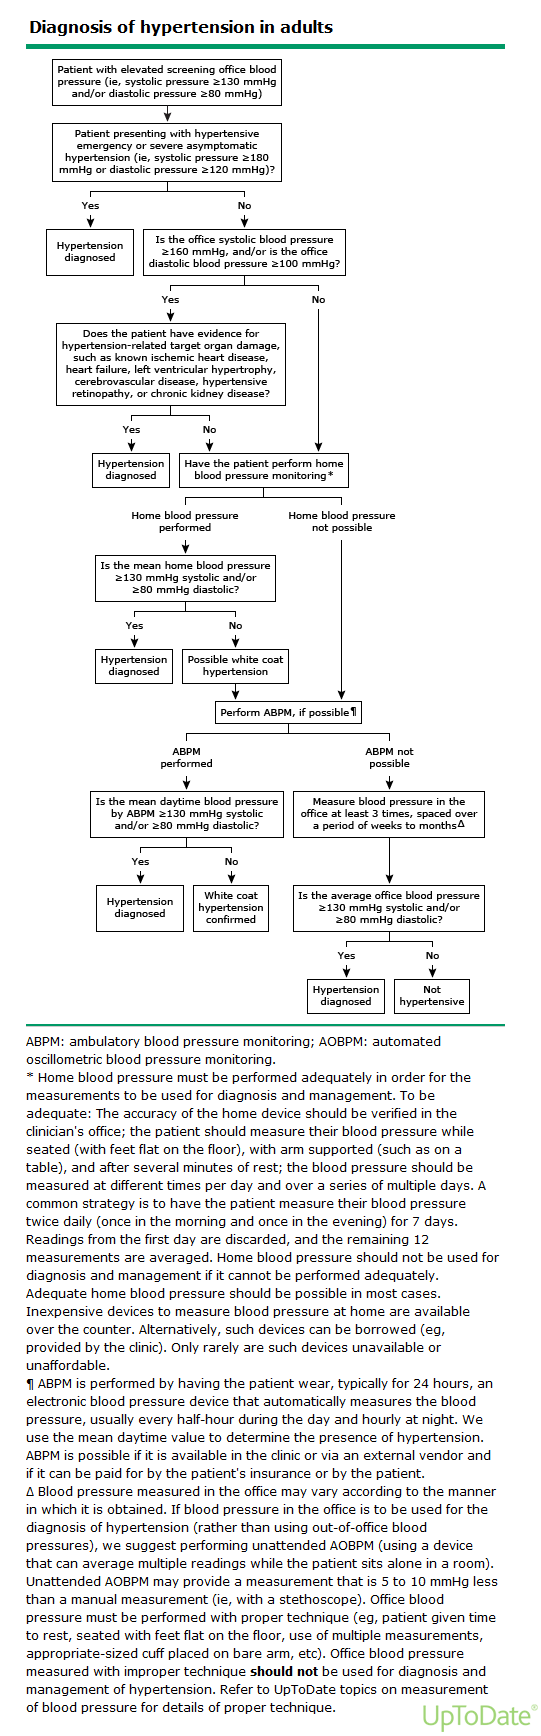 Diagnosis of hypertension in adults
Patient with elevated screening office blood
pressure (ie, systolic pressure ≥130 mmHg
and/or diastolic pressure ≥80 mmHg)
Patient presenting with hypertensive
emergency or severe asymptomatic
hypertension (ie, systolic pressure ≥180
mmHg or diastolic pressure ≥120 mmHg)?
Yes
No
Hypertension
diagnosed
Is the office systolic blood pressure
≥160 mmHg, and/or is the office
diastolic blood pressure ≥100 mmHg?
Yes
No
Does the patient have evidence for
hypertension-related target organ damage,
such as known ischemic heart disease,
heart failure, left ventricular hypertrophy,
cerebrovascular disease, hypertensive
retinopathy, or chronic kidney disease?
Yes
No
Hypertension
diagnosed
Have the patient perform home
blood pressure monitoring*
Home blood pressure
performed
Home blood pressure
not possible
Is the mean home blood pressure
≥130 mmHg systolic and/or
≥80 mmHg diastolic?
Yes
No
Hypertension
diagnosed
Possible white coat
hypertension
Perform ABPM, if possible¶
ABPM
performed
ABPM not
possible
Is the mean daytime blood pressure
by ABPM ≥130 mmHg systolic
and/or ≥80 mmHg diastolic?
Measure blood pressure in the
office at least 3 times, spaced over
a period of weeks to monthsΔ
Yes
No
Hypertension
diagnosed
White coat
hypertension
confirmed
Is the average office blood pressure
≥130 mmHg systolic and/or
≥80 mmHg diastolic?
Yes
No
Hypertension
diagnosed
Not
hypertensive
ABPM: ambulatory blood pressure monitoring; AOBPM: automated
oscillometric blood pressure monitoring.
* Home blood pressure must be performed adequately in order for the
measurements to be used for diagnosis and management. To be
adequate: The accuracy of the home device should be verified in the
clinician's office; the patient should measure their blood pressure while
seated (with feet flat on the floor), with arm supported (such as on a
table), and after several minutes of rest; the blood pressure should be
measured at different times per day and over a series of multiple days. A
common strategy is to have the patient measure their blood pressure
twice daily (once in the morning and once in the evening) for 7 days.
Readings from the first day are discarded, and the remaining 12
measurements are averaged. Home blood pressure should not be used for
diagnosis and management if it cannot be performed adequately.
Adequate home blood pressure should be possible in most cases.
Inexpensive devices to measure blood pressure at home are available
over the counter. Alternatively, such devices can be borrowed (eg,
provided by the clinic). Only rarely are such devices unavailable or
unaffordable.
¶ ABPM is performed by having the patient wear, typically for 24 hours, an
electronic blood pressure device that automatically measures the blood
pressure, usually every half-hour during the day and hourly at night. We
use the mean daytime value to determine the presence of hypertension.
ABPM is possible if it is available in the clinic or via an external vendor and
if it can be paid for by the patient's insurance or by the patient.
Δ Blood pressure measured in the office may vary according to the manner
in which it is obtained. If blood pressure in the office is to be used for the
diagnosis of hypertension (rather than using out-of-office blood
pressures), we suggest performing unattended AOBPM (using a device
that can average multiple readings while the patient sits alone in a room).
Unattended AOBPM may provide a measurement that is 5 to 10 mmHg less
than a manual measurement (ie, with a stethoscope). Office blood
pressure must be performed with proper technique (eg, patient given time
to rest, seated with feet flat on the floor, use of multiple measurements,
appropriate-sized cuff placed on bare arm, etc). Office blood pressure
measured with improper technique should not be used for diagnosis and
management of hypertension. Refer to UpToDate topics on measurement
of blood pressure for details of proper technique.
UpToDate®